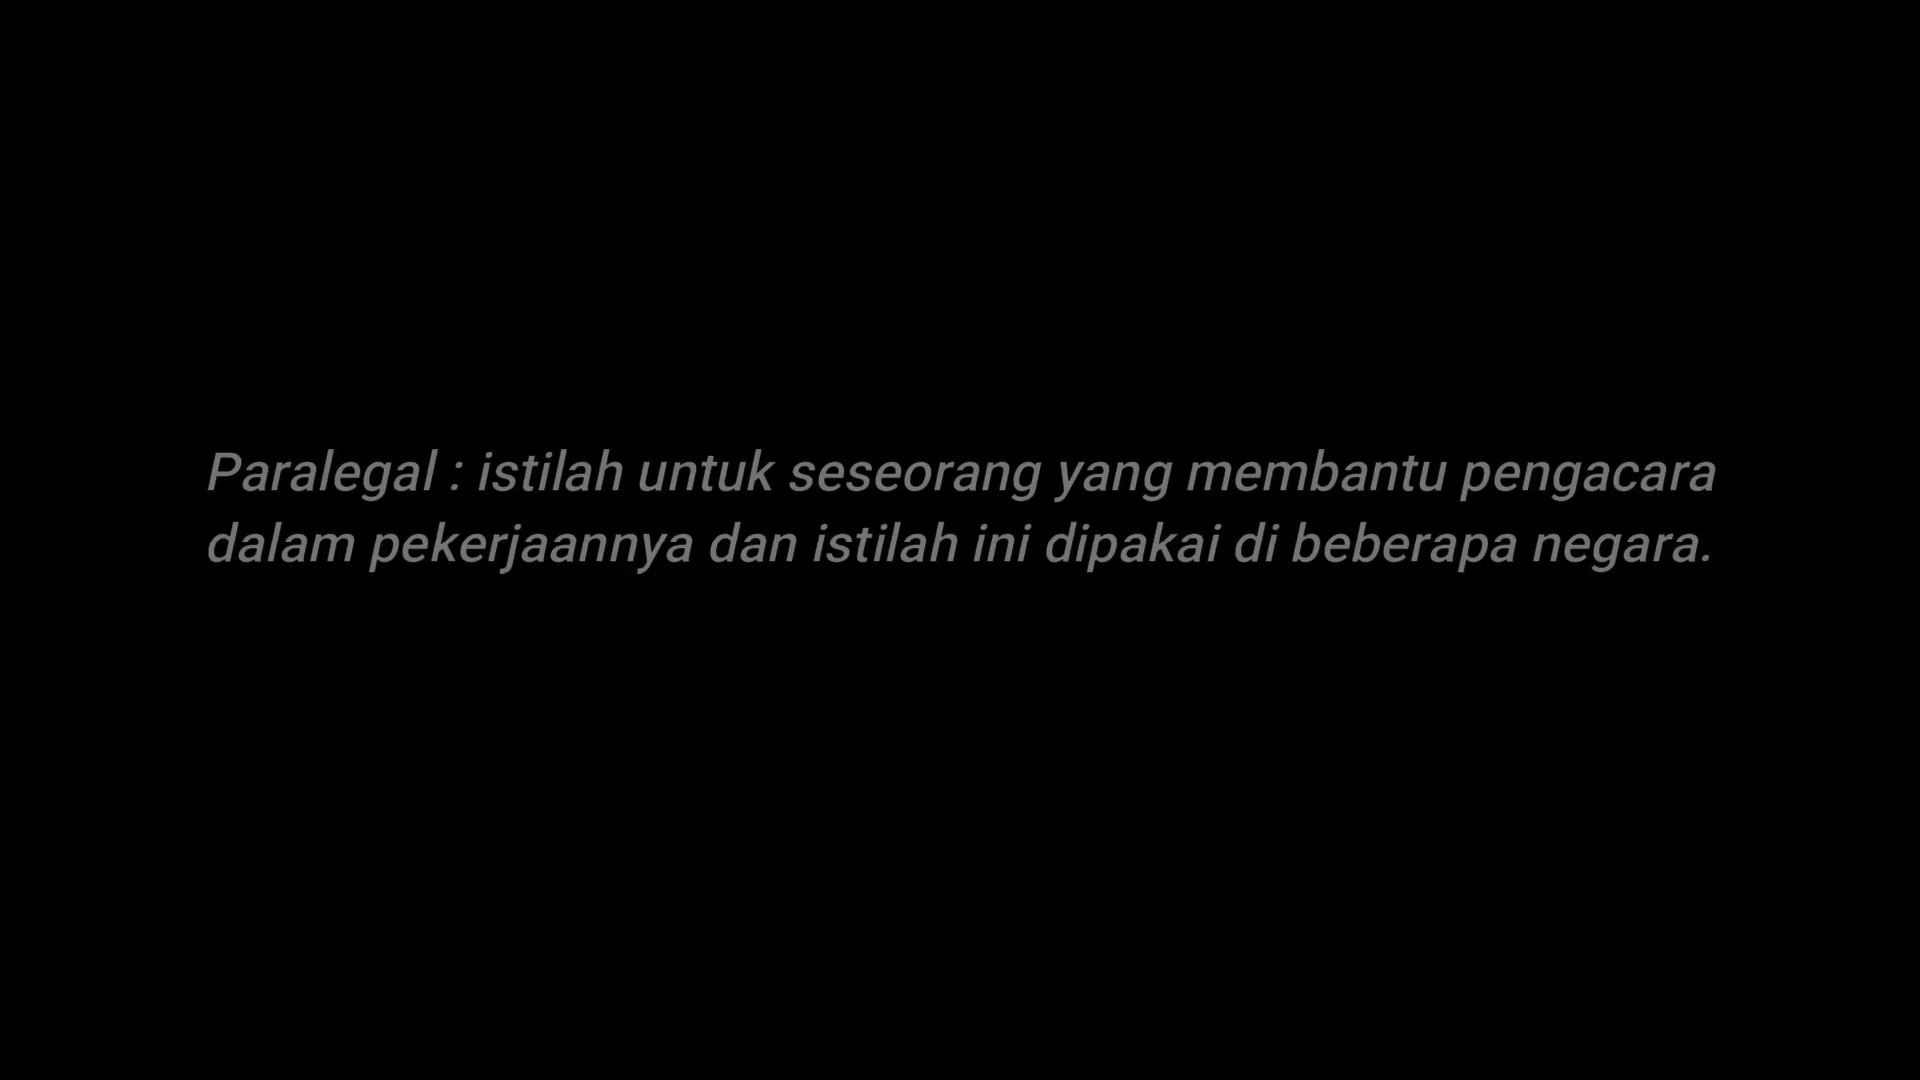 Paralegal : istilah untuk seseorang yang membantu pengacara
dalam pekerjaannya dan istilah ini dipakai di beberapa negara.